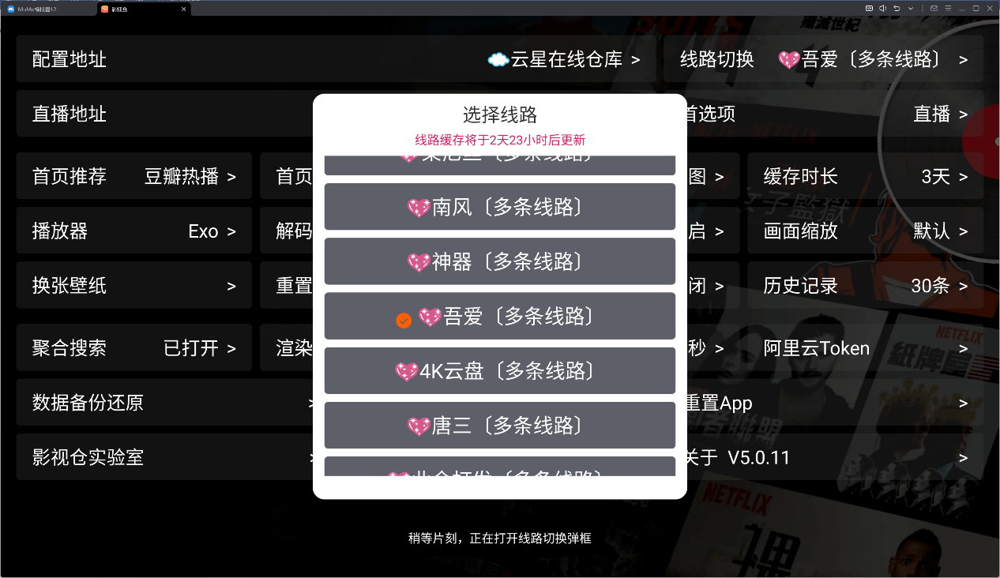 MuMu模拟器12
影视仓
配置地址
云星在线仓库 >
线路切换
吾爱〔多条线路〕 >
直播地址
首选项
直播 >
选择线路
线路缓存将于2天23小时后更新
首页推荐
豆瓣热播 >
首页
图 >
缓存时长
3天 >
南风〔多条线路〕
播放器
Exo >
解码
启 >
画面缩放
默认 >
神器〔多条线路〕
换张壁纸
>
重置
闭 >
历史记录
30条 >
吾爱〔多条线路〕
聚合搜索
已打开 >
渲染
秒 >
阿里云Token
>
4K云盘〔多条线路〕
数据备份还原
>
重置App
>
唐三〔多条线路〕
影视仓实验室
>
关于 V5.0.11
>
稍等片刻，正在打开线路切换弹框
NETFLIX
NETFLIX
NETFLIX
女子監獄
紙牌屋